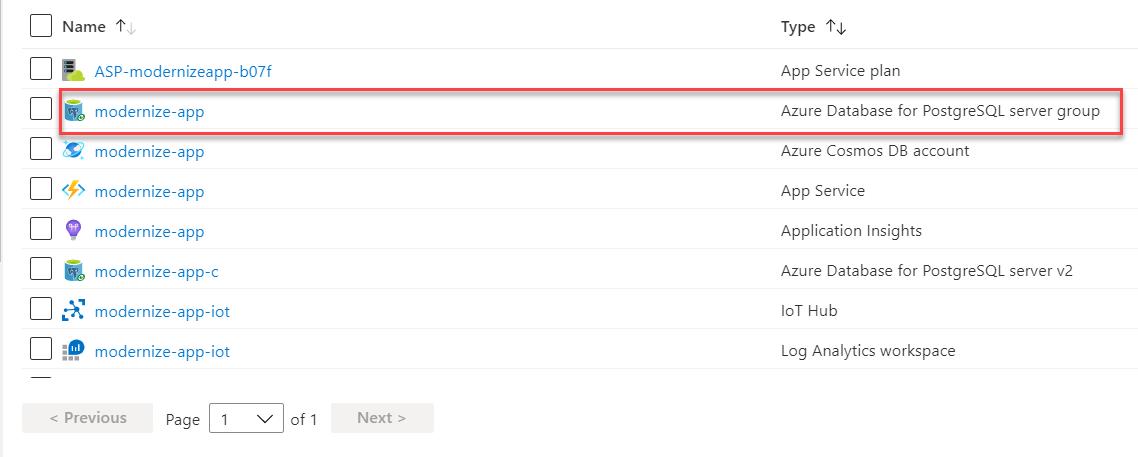 Name ↑↓ Type ↑↓
ASP-modernizeapp-b07f App Service plan
modernize-app Azure Database for PostgreSQL server group
modernize-app Azure Cosmos DB account
modernize-app App Service
modernize-app Application Insights
modernize-app-c Azure Database for PostgreSQL server v2
modernize-app-iot IoT Hub
modernize-app-iot Log Analytics workspace
< Previous Page 1 of 1 Next >